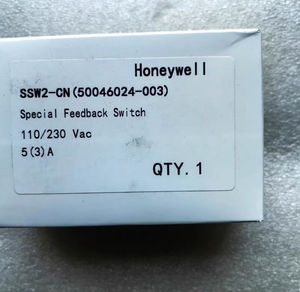 Honeywell
SSW2-CN(50046024-003)
Special Feedback Switch
110/230 Vac
5(3)A
QTY.1